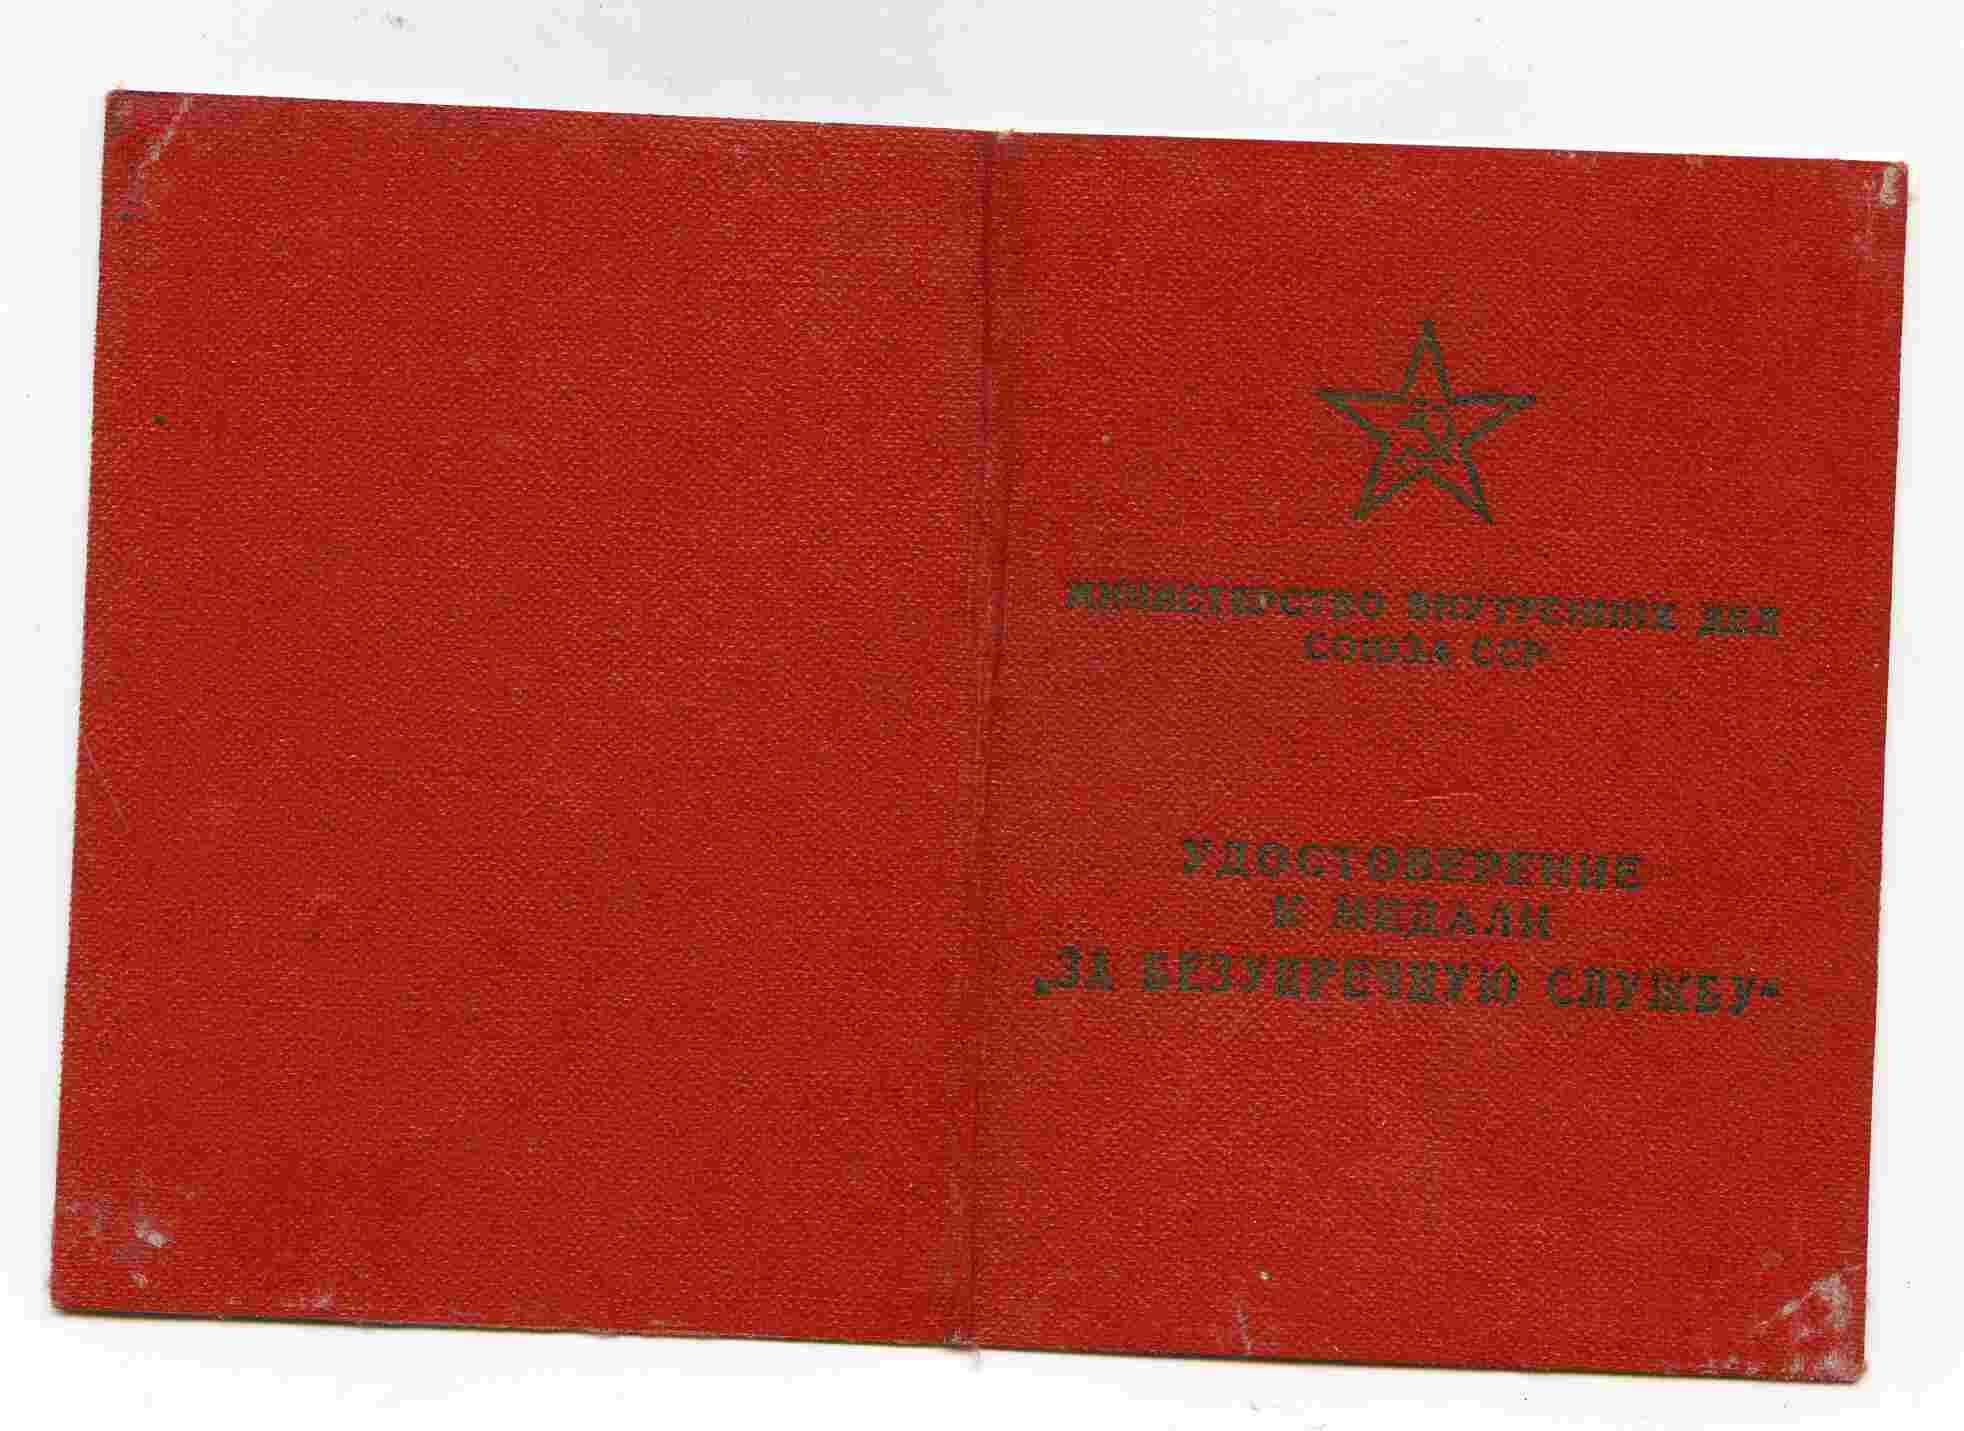 МИНИСТЕРСТВО ВНУТРЕННИХ ДЕЛ
СОЮЗА ССР
УДОСТОВЕРЕНИЕ
К МЕДАЛИ
„ЗА БЕЗУПРЕЧНУЮ СЛУЖБУ“